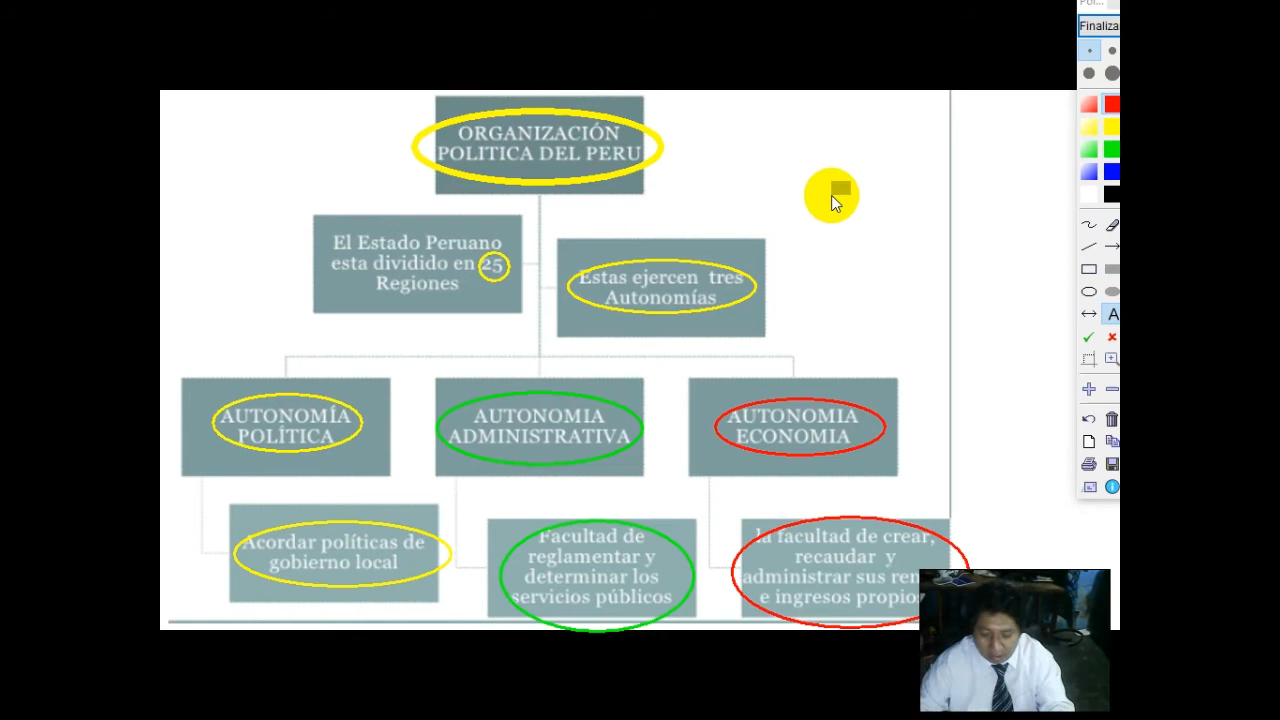 Finaliza
ORGANIZACIÓN
POLITICA DEL PERU
El Estado Peruano
esta dividido en 25
Regiones
Estas ejercen tres
Autonomías
AUTONOMÍA
POLÍTICA
AUTONOMIA
ADMINISTRATIVA
AUTONOMIA
ECONOMIA
Acordar políticas de
gobierno local
Facultad de
reglamentar y
determinar los
servicios públicos
la facultad de crear,
recaudar y
administrar sus
e ingresos
A